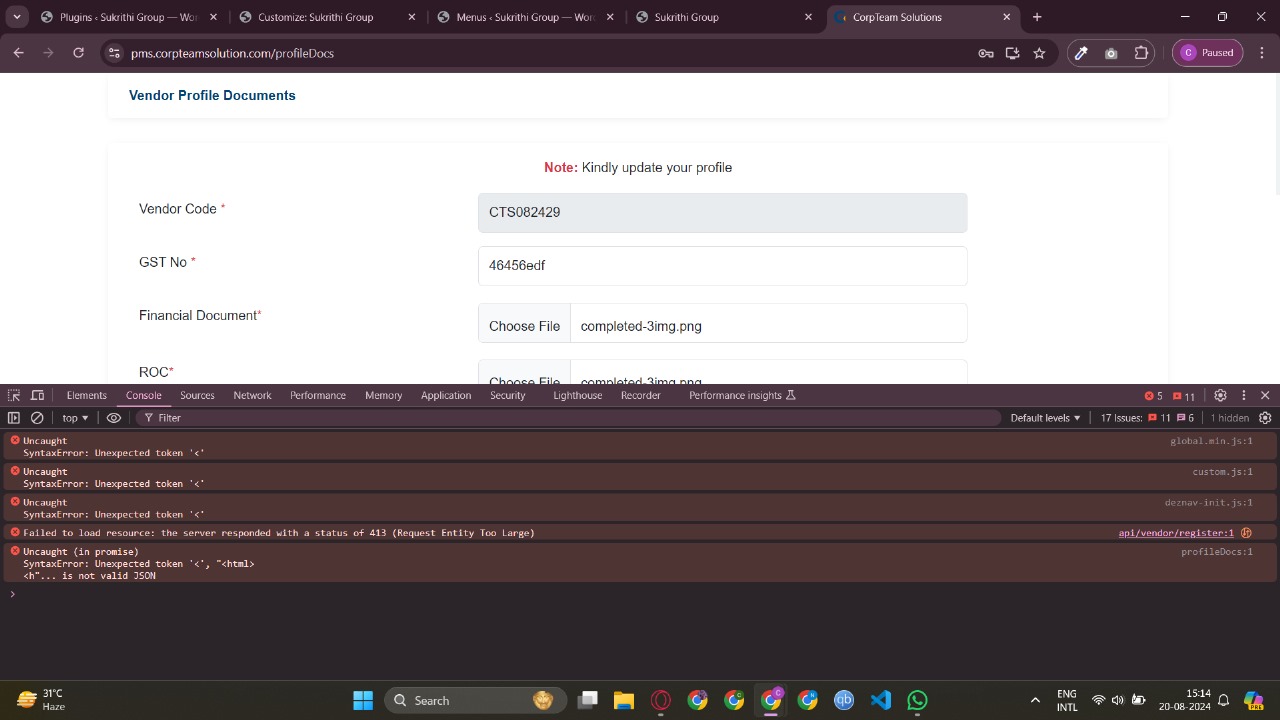 Plugins ‹ Sukrithi Group — Wor
Customize: Sukrithi Group
Menus ‹ Sukrithi Group — Word
Sukrithi Group
CorpTeam Solutions
pms.corpteamsolution.com/profileDocs
C Paused
Vendor Profile Documents
Note: Kindly update your profile
Vendor Code *
CTS082429
GST No *
46456edf
Financial Document*
Choose File completed-3img.png
ROC*
Choose File completed-3img.png
Elements Console Sources Network Performance Memory Application Security Lighthouse Recorder Performance insights
5 11
top Filter Default levels 17 Issues: 11 6 1 hidden
Uncaught global.min.js:1
SyntaxError: Unexpected token '<'
Uncaught custom.js:1
SyntaxError: Unexpected token '<'
Uncaught deznav-init.js:1
SyntaxError: Unexpected token '<'
Failed to load resource: the server responded with a status of 413 (Request Entity Too Large) api/vendor/register:1
Uncaught (in promise) profileDocs:1
SyntaxError: Unexpected token '<', "<html>
<h"... is not valid JSON
31°C
Haze
Search
qb
ENG
INTL
15:14
20-08-2024
PRE